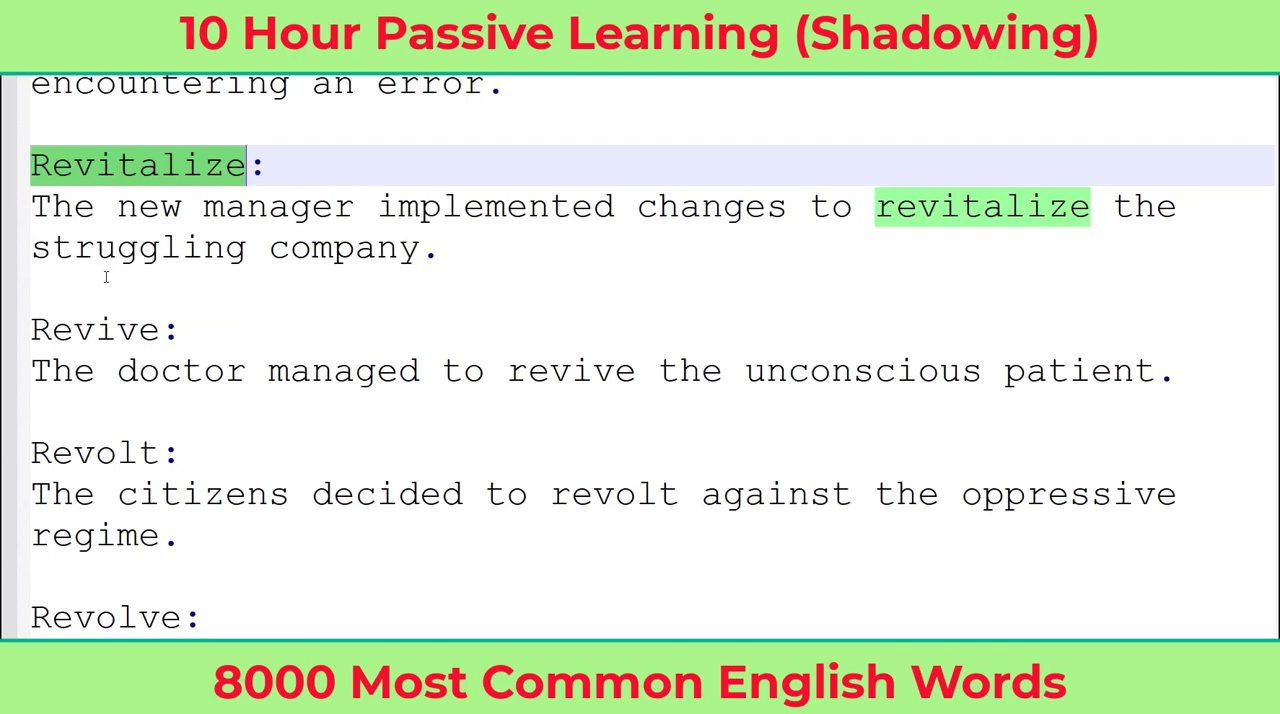 10 Hour Passive Learning (Shadowing)
encountering an error.
Revitalize:
The new manager implemented changes to revitalize the
struggling company.
Revive:
The doctor managed to revive the unconscious patient.
Revolt:
The citizens decided to revolt against the oppressive
regime.
Revolve:
8000 Most Common English Words